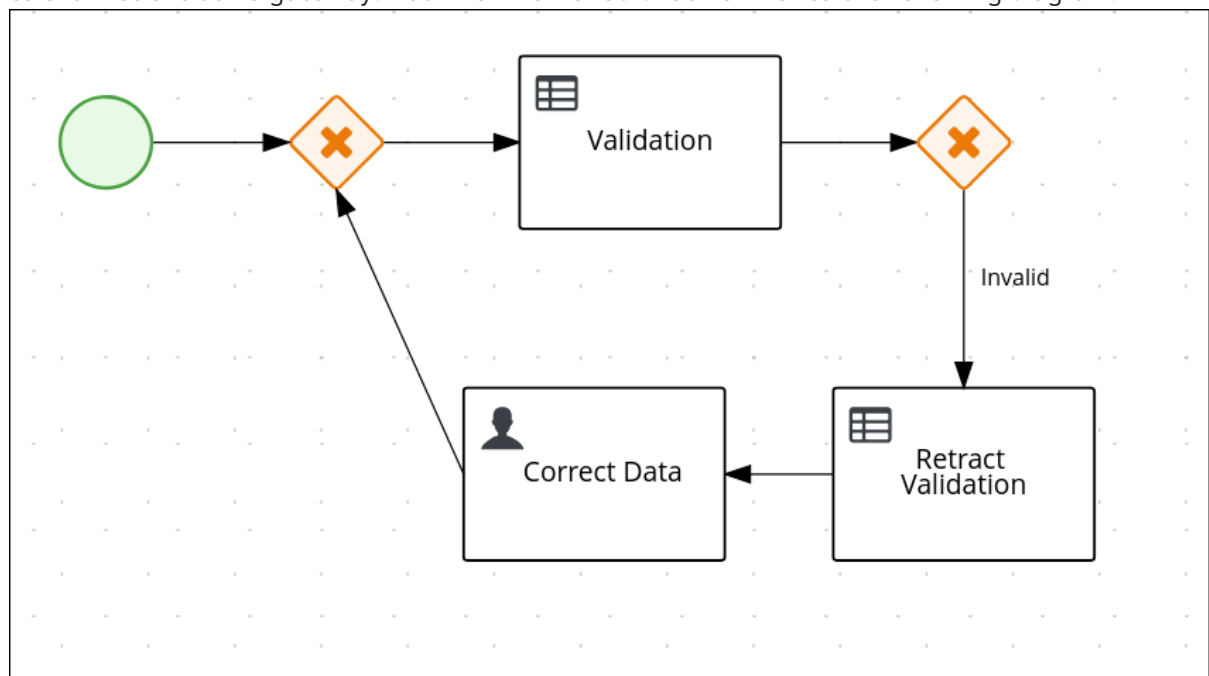 Validation
Invalid
Correct Data
Retract
Validation